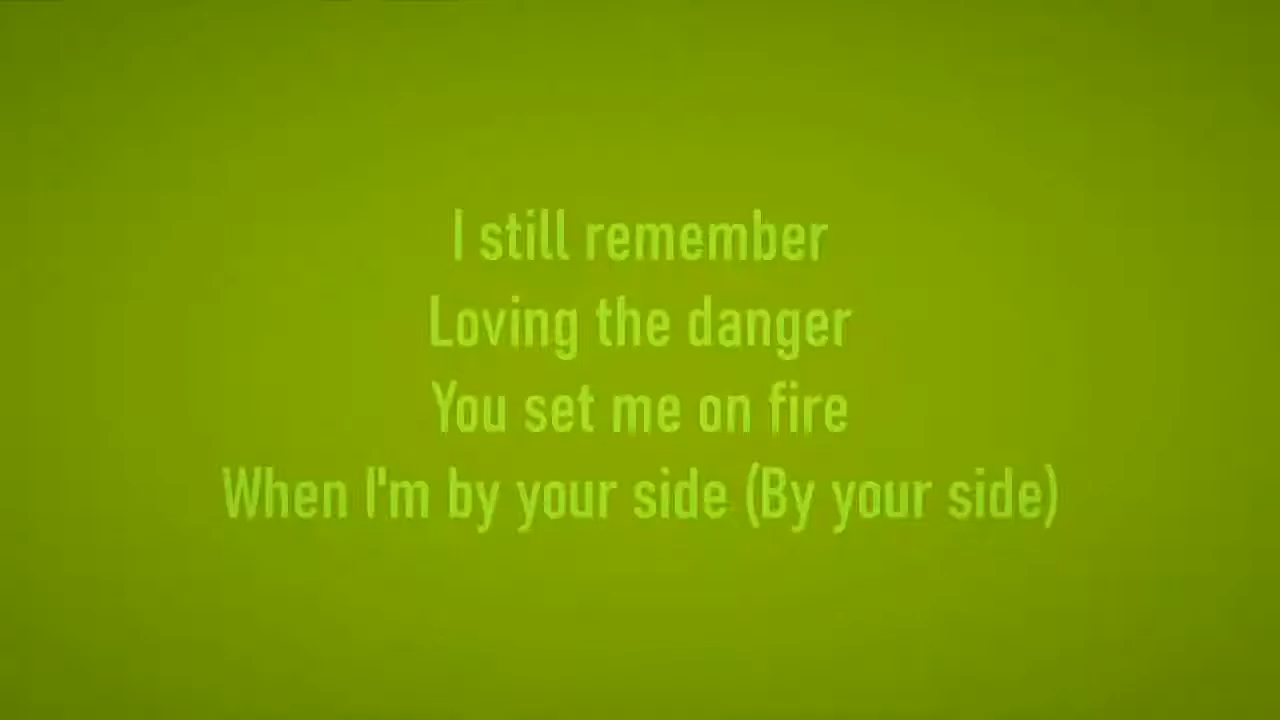 I still remember
Loving the danger
You set me on fire
When I'm by your side (By your side)